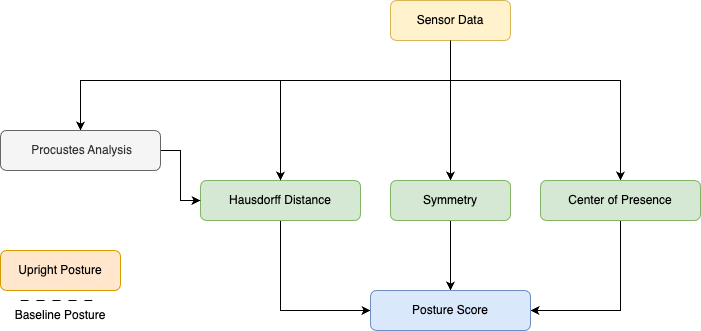 Sensor Data
Procustes Analysis
Hausdorff Distance
Symmetry
Center of Presence
Upright Posture
Baseline Posture
Posture Score